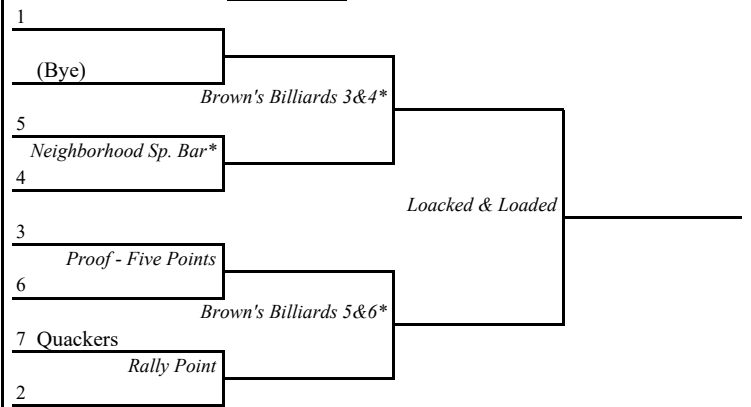 1
(Bye)
Brown's Billiards 3&4*
5
Neighborhood Sp. Bar*
4
Loacked & Loaded
3
Proof - Five Points
6
Brown's Billiards 5&6*
7 Quackers
Rally Point
2